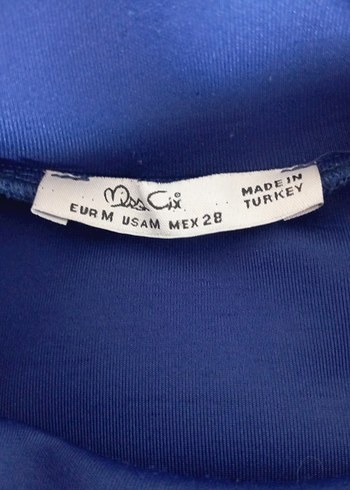 Miss Cix
MADE IN
TURKEY
EUR M USA M MEX 28